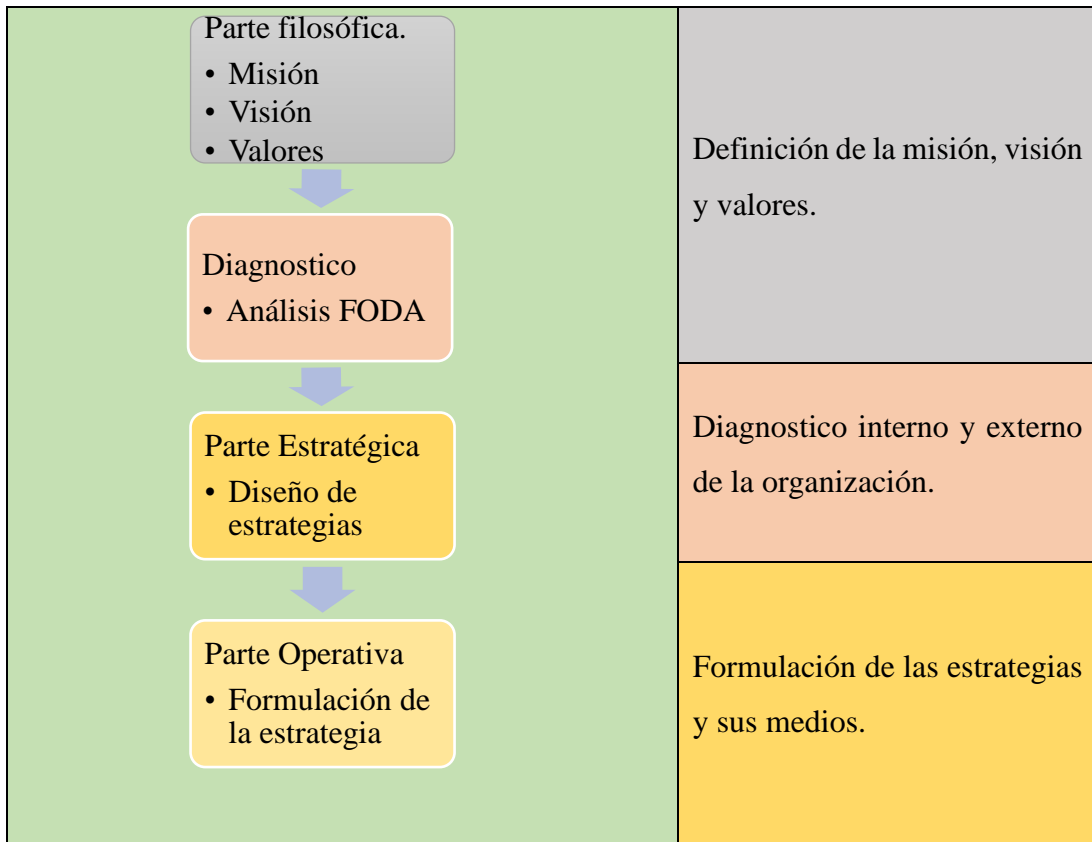 Parte filosófica.
• Misión
• Visión
• Valores
Diagnostico
• Análisis FODA
Parte Estratégica
• Diseño de
estrategias
Parte Operativa
• Formulación de
la estrategia
Definición de la misión, visión
y valores.
Diagnostico interno y externo
de la organización.
Formulación de las estrategias
y sus medios.